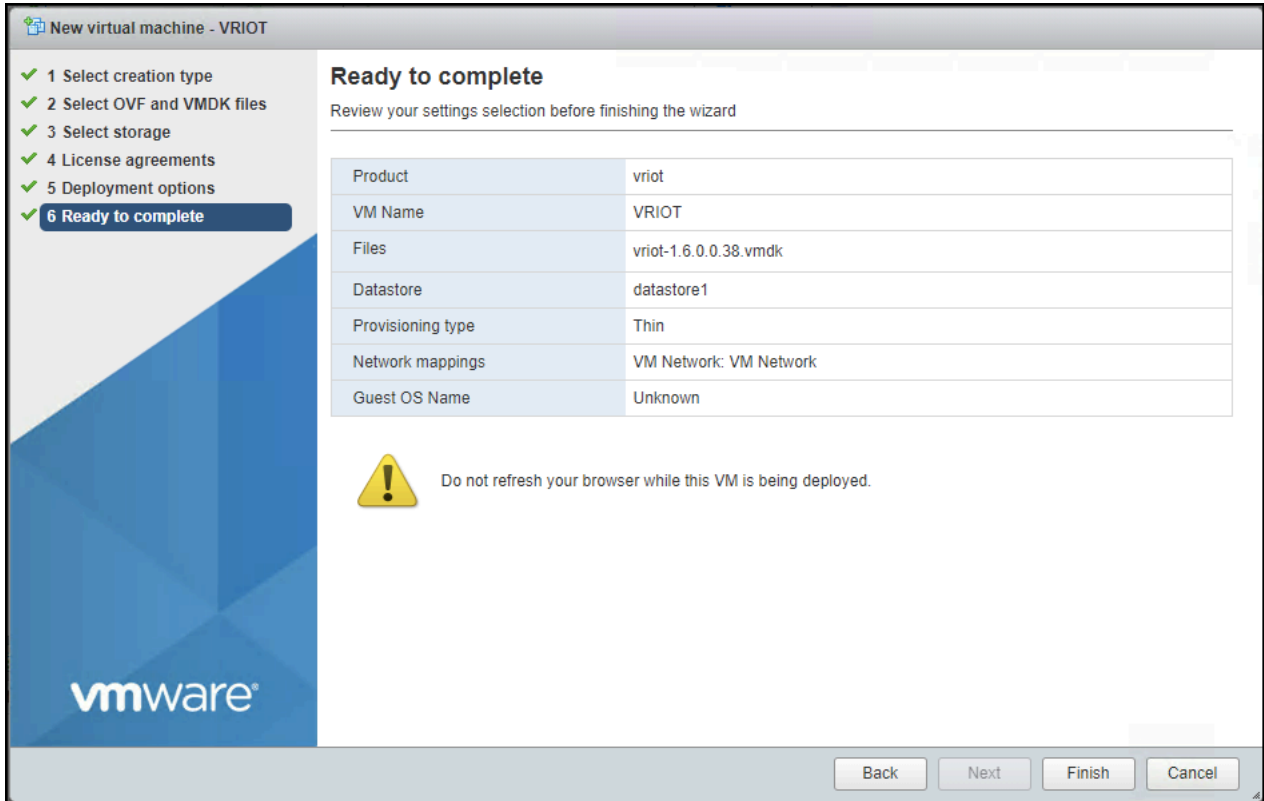 New virtual machine - VRIOT
1 Select creation type
2 Select OVF and VMDK files
3 Select storage
4 License agreements
5 Deployment options
6 Ready to complete
Ready to complete
Review your settings selection before finishing the wizard
Product vriot
VM Name VRIOT
Files vriot-1.6.0.0.38.vmdk
Datastore datastore1
Provisioning type Thin
Network mappings VM Network: VM Network
Guest OS Name Unknown
Do not refresh your browser while this VM is being deployed.
vmware®
Back Next Finish Cancel